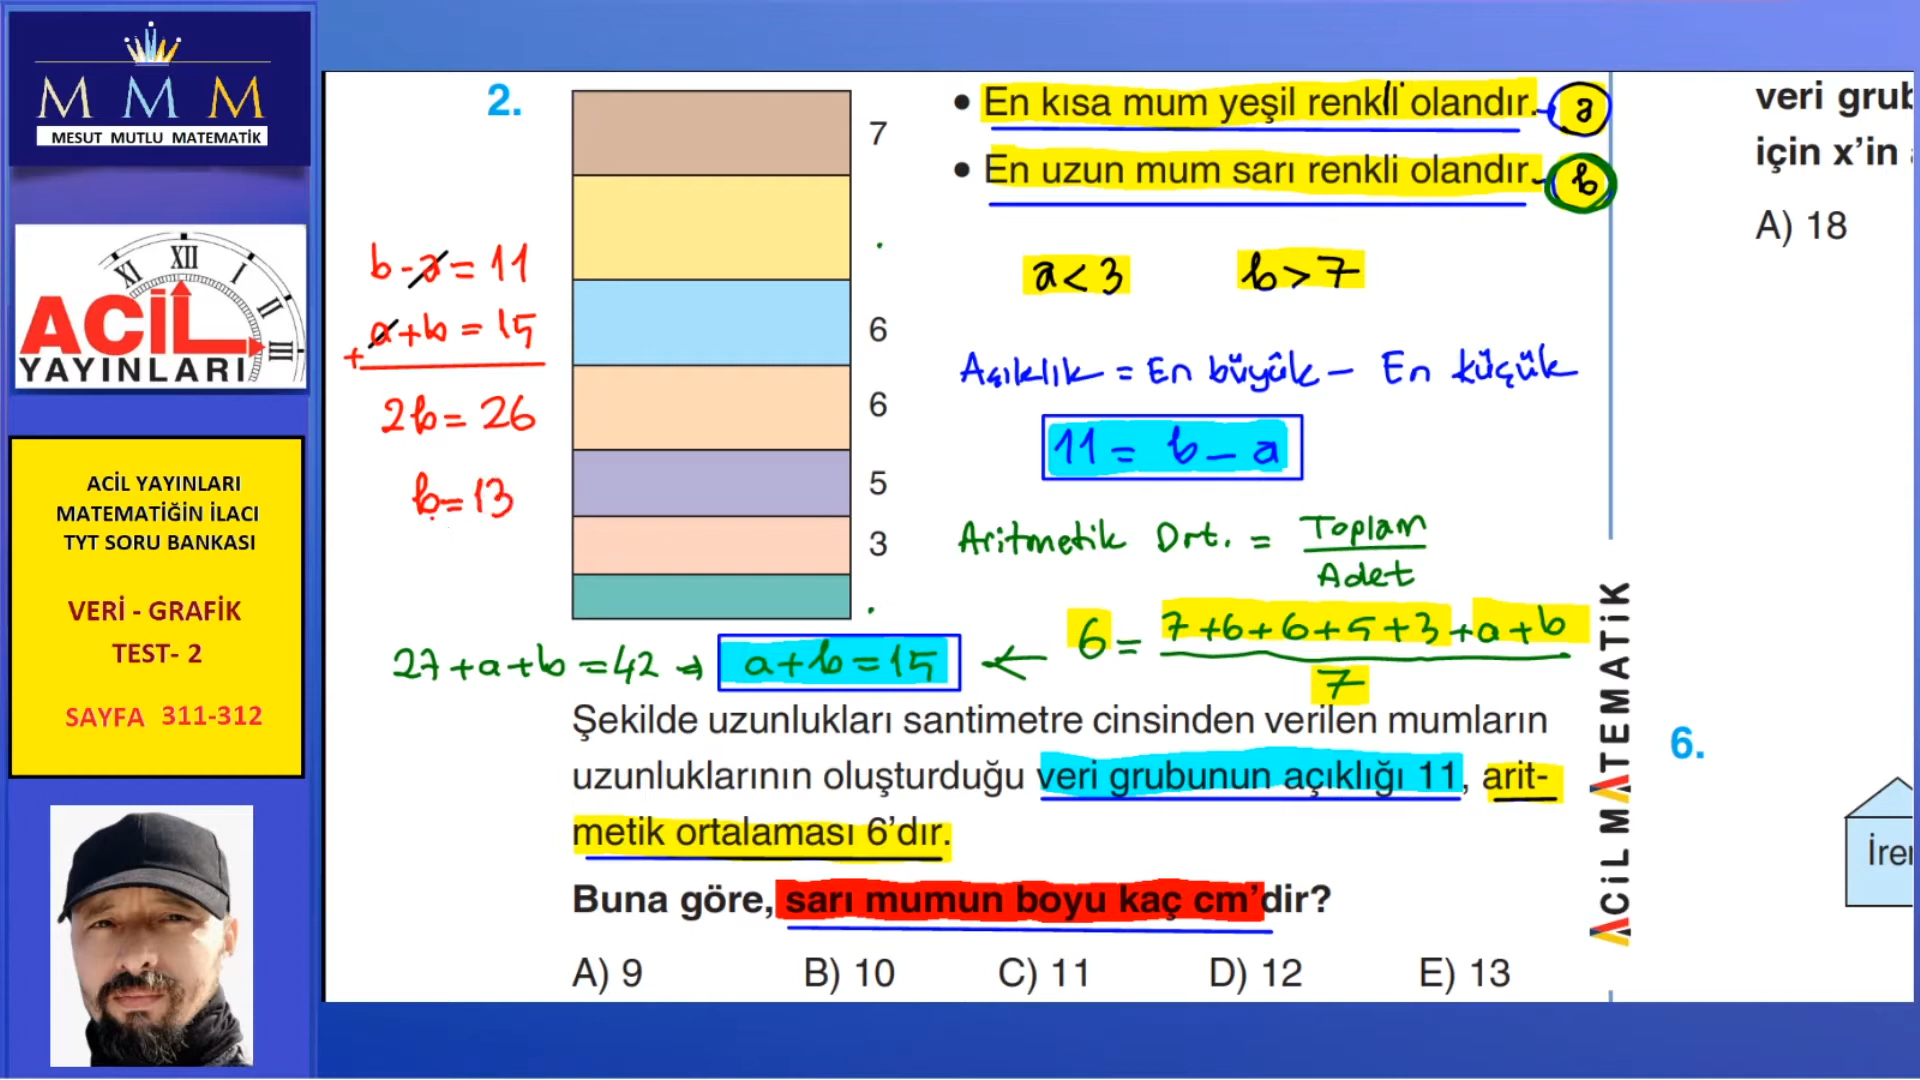 MMM
MESUT MUTLU MATEMATİK
XI XII I II III
ACİL
YAYINLARI
ACİL YAYINLARI
MATEMATİĞİN İLACI
TYT SORU BANKASI
VERİ - GRAFİK
TEST- 2
SAYFA 311-312
2.
7
6
6
5
3
• En kısa mum yeşil renkli olandır. a
• En uzun mum sarı renkli olandır. b
a < 3 b > 7
Açıklık = En büyük - En küçük
11 = b - a
Aritmetik Ort. = Toplam
Adet
6 = 7+6+6+5+3+a+b
7
b - a = 11
+ a + b = 15
2b = 26
b = 13
27+a+b=42 → a+b=15 ←
Şekilde uzunlukları santimetre cinsinden verilen mumların
uzunluklarının oluşturduğu veri grubunun açıklığı 11, arit-
metik ortalaması 6'dır.
Buna göre, sarı mumun boyu kaç cm'dir?
A) 9 B) 10 C) 11 D) 12 E) 13
ACİL MATEMATİK
için x'in
A) 18
6.